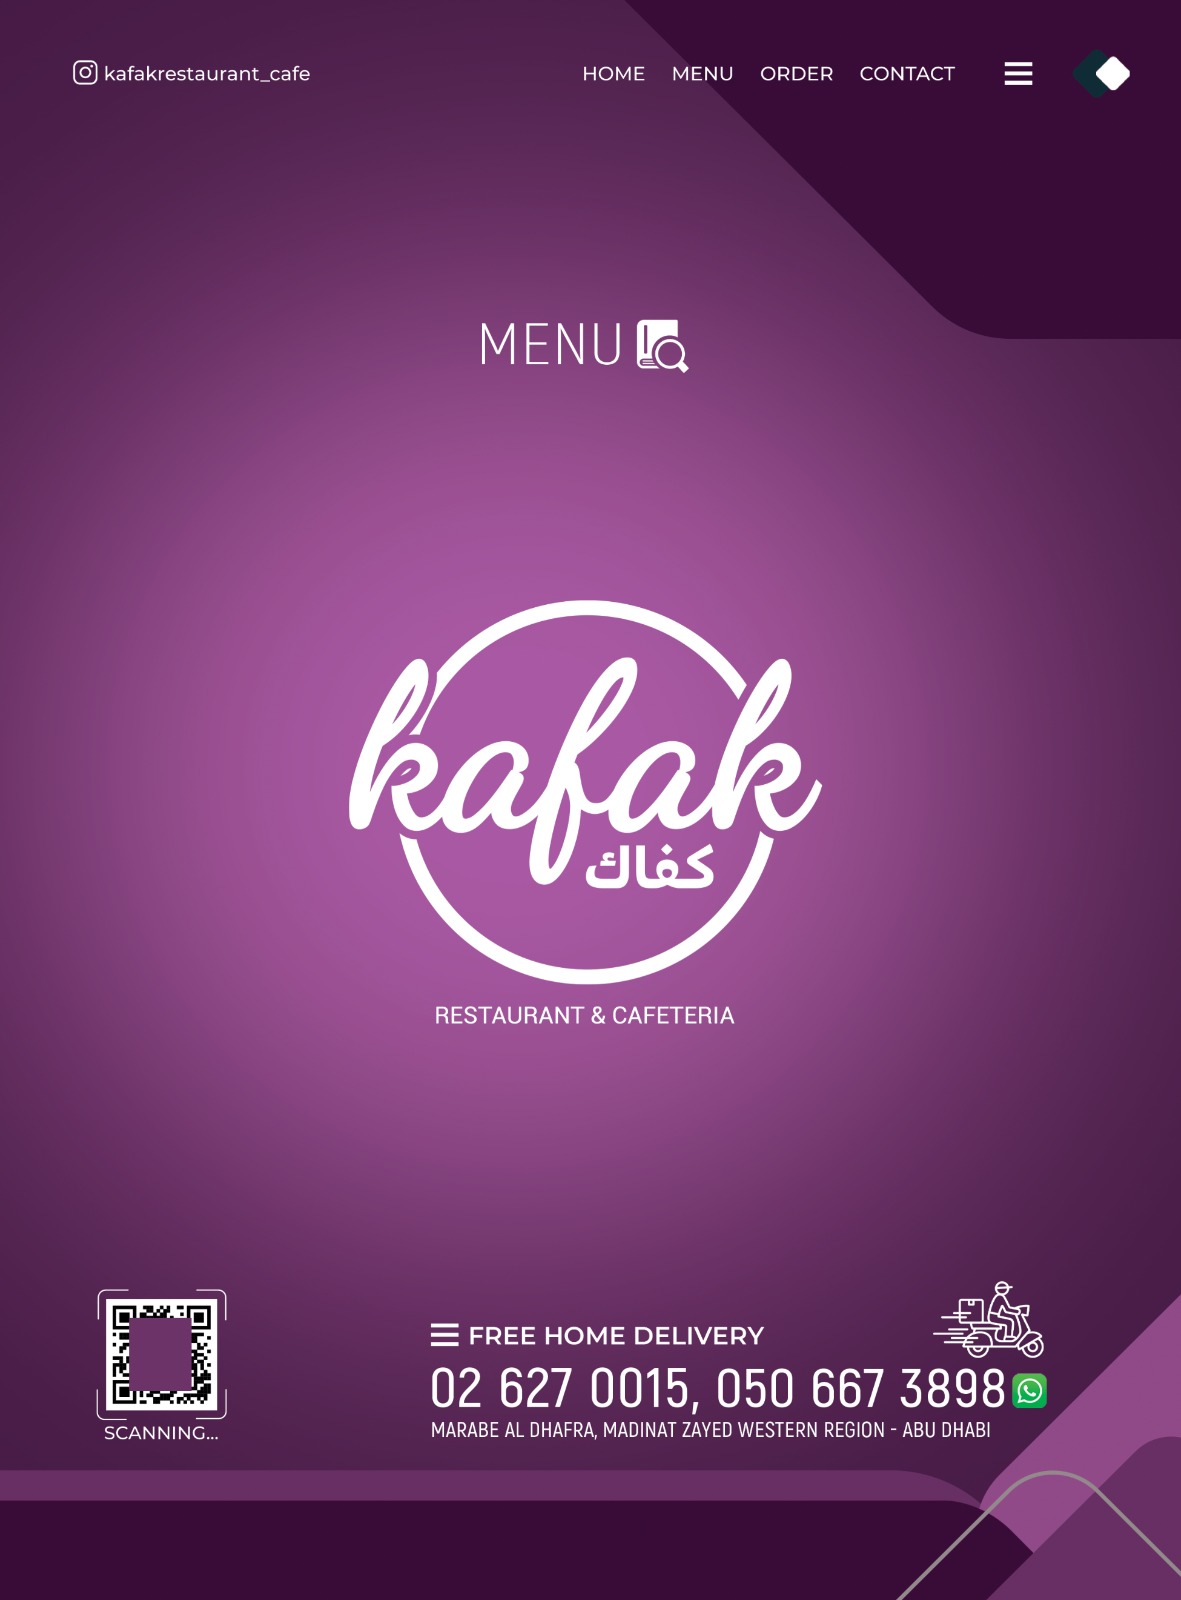 kafakrestaurant_cafe
HOME MENU ORDER CONTACT
MENU
kafak
كفاك
RESTAURANT & CAFETERIA
SCANNING...
FREE HOME DELIVERY
02 627 0015, 050 667 3898
MARABE AL DHAFRA, MADINAT ZAYED WESTERN REGION - ABU DHABI